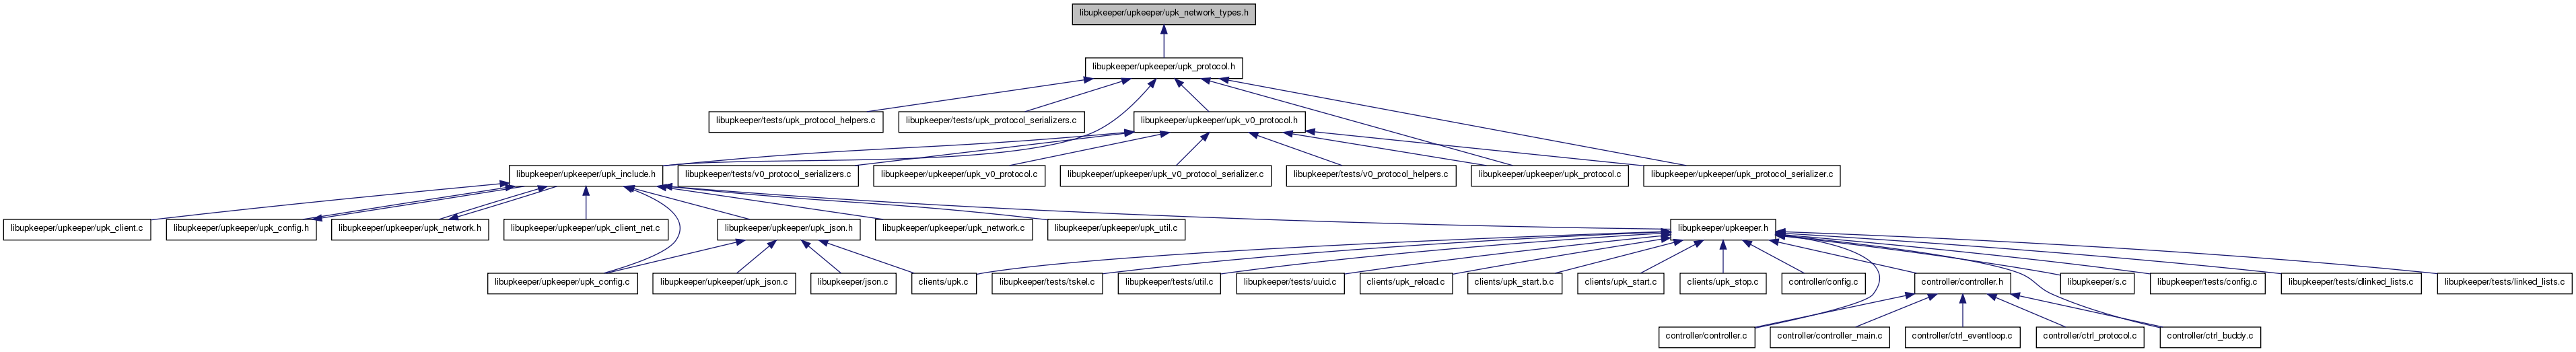 libupkeeper/upkeeper/upk_network_types.h
libupkeeper/upkeeper/upk_protocol.h
libupkeeper/tests/upk_protocol_helpers.c
libupkeeper/tests/upk_protocol_serializers.c
libupkeeper/upkeeper/upk_v0_protocol.h
libupkeeper/upkeeper/upk_include.h
libupkeeper/tests/v0_protocol_serializers.c
libupkeeper/upkeeper/upk_v0_protocol.c
libupkeeper/upkeeper/upk_v0_protocol_serializer.c
libupkeeper/tests/v0_protocol_helpers.c
libupkeeper/upkeeper/upk_protocol.c
libupkeeper/upkeeper/upk_protocol_serializer.c
libupkeeper/upkeeper/upk_client.c
libupkeeper/upkeeper/upk_config.h
libupkeeper/upkeeper/upk_network.h
libupkeeper/upkeeper/upk_client_net.c
libupkeeper/upkeeper/upk_json.h
libupkeeper/upkeeper/upk_network.c
libupkeeper/upkeeper/upk_util.c
libupkeeper/upkeeper.h
libupkeeper/upkeeper/upk_config.c
libupkeeper/upkeeper/upk_json.c
libupkeeper/json.c
clients/upk.c
libupkeeper/tests/tskel.c
libupkeeper/tests/util.c
libupkeeper/tests/uuid.c
clients/upk_reload.c
clients/upk_start.b.c
clients/upk_start.c
clients/upk_stop.c
controller/config.c
controller/controller.h
libupkeeper/s.c
libupkeeper/tests/config.c
libupkeeper/tests/dlinked_lists.c
libupkeeper/tests/linked_lists.c
controller/controller.c
controller/controller_main.c
controller/ctrl_eventloop.c
controller/ctrl_protocol.c
controller/ctrl_buddy.c